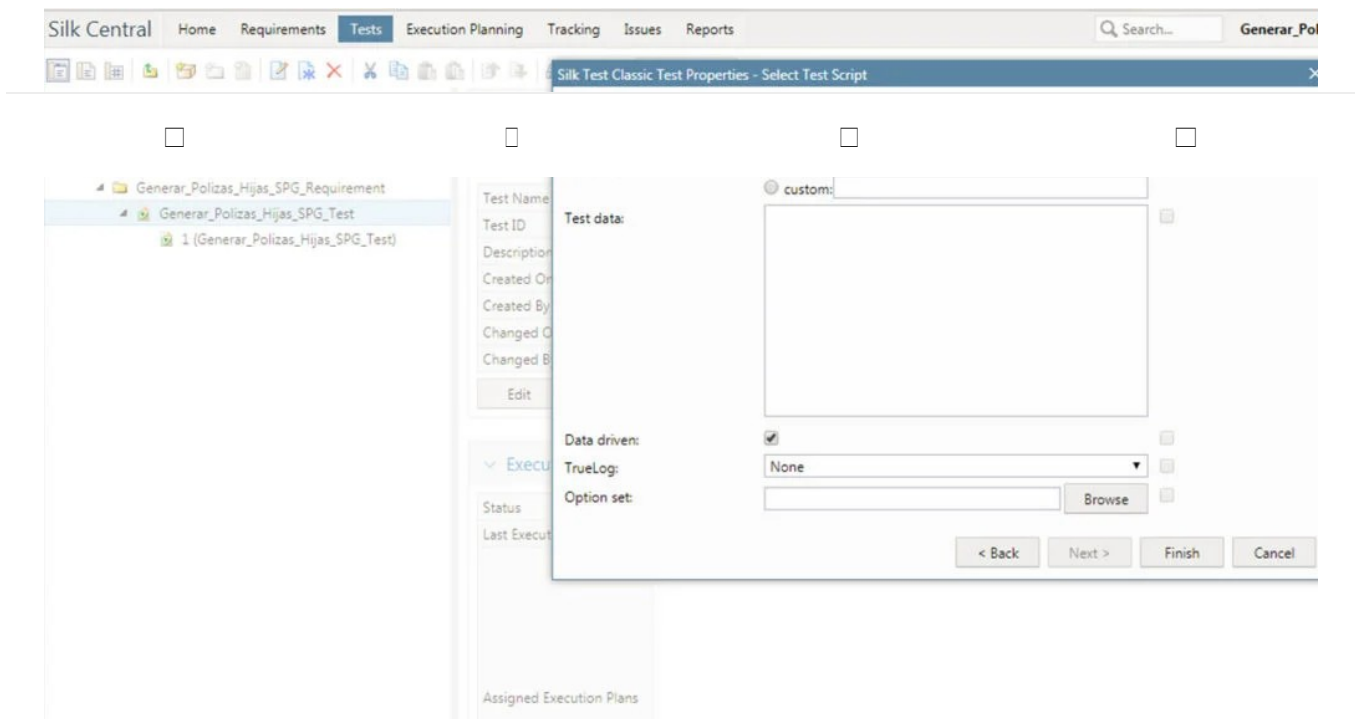 Silk Central Home Requirements Tests Execution Planning Tracking Issues Reports Search... Generar_Pol
Silk Test Classic Test Properties - Select Test Script
Generar_Polizas_Hijas_SPG_Requirement
Generar_Polizas_Hijas_SPG_Test
1 (Generar_Polizas_Hijas_SPG_Test)
Test Name
Test ID
Description
Created On
Created By
Changed O
Changed B
Edit
Execu
Status
Last Execut
Assigned Execution Plans
custom:
Test data:
Data driven:
TrueLog: None
Option set: Browse
< Back Next > Finish Cancel